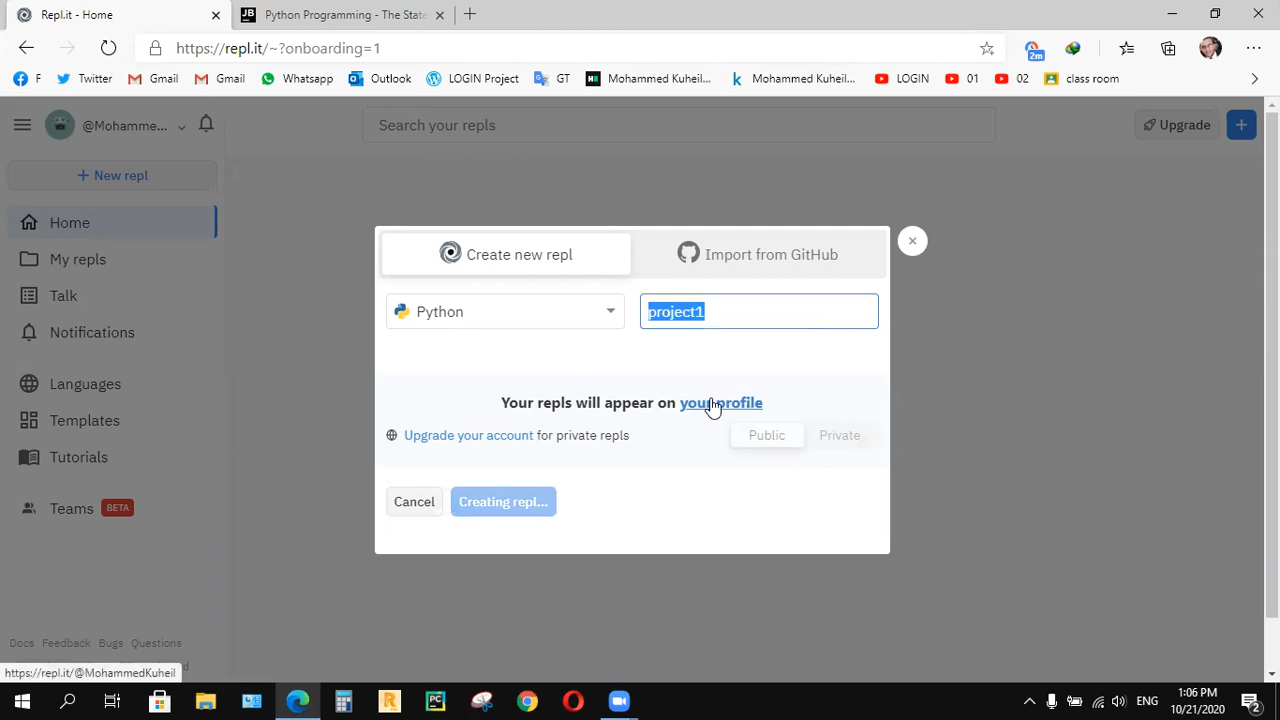 Repl.it - Home
JB Python Programming - The State
https://repl.it/~?onboarding=1
2m
F Twitter Gmail Gmail Whatsapp Outlook LOGIN Project GT Mohammed Kuheil... Mohammed Kuheil... LOGIN 01 02 class room
@Mohamme...
Search your repls
Upgrade
+ New repl
Home
My repls
Talk
Notifications
Languages
Templates
Tutorials
Teams BETA
Create new repl
Import from GitHub
Python
project1
Your repls will appear on your profile
Upgrade your account for private repls
Public Private
Cancel Creating repl...
Docs Feedback Bugs Questions
https://repl.it/@MohammedKuheil
ENG
1:06 PM
10/21/2020
2